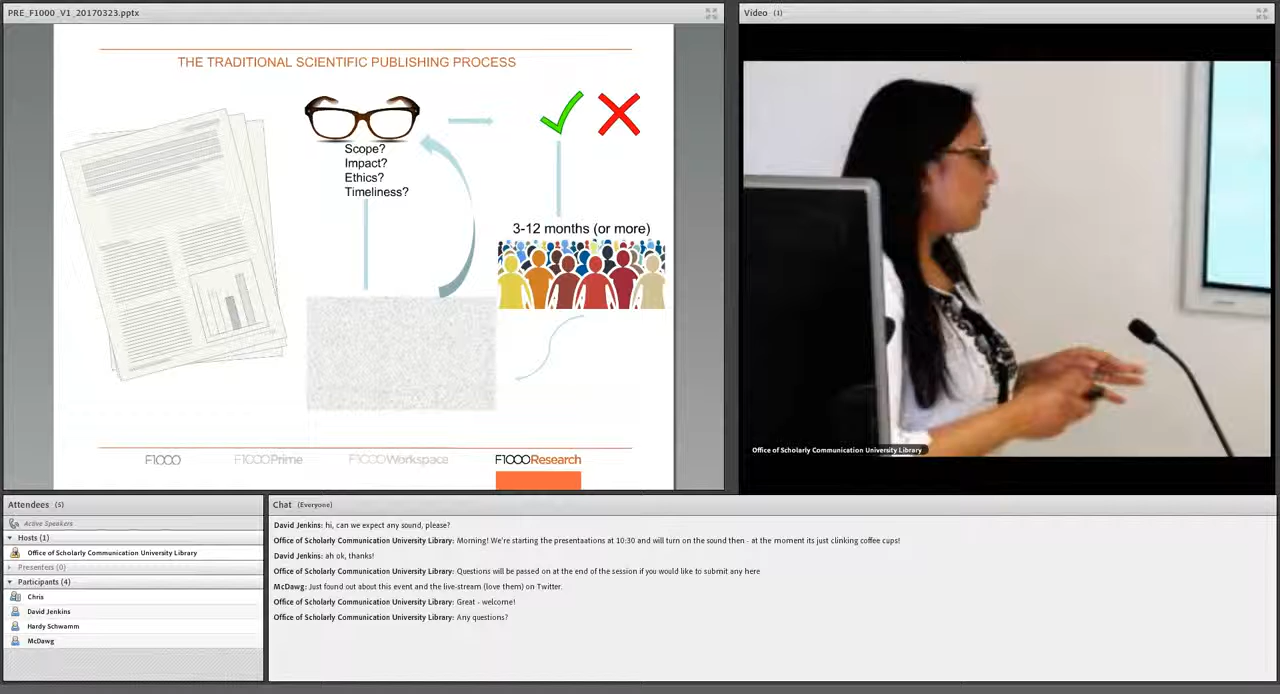 PRE_F1000_V1_20170323.pptx
THE TRADITIONAL SCIENTIFIC PUBLISHING PROCESS
Scope?
Impact?
Ethics?
Timeliness?
3-12 months (or more)
F1000
F1000Prime
F1000Workspace
F1000Research
Video (1)
Office of Scholarly Communication University Library
Attendees (5)
Active Speakers
Hosts (1)
Office of Scholarly Communication University Library
Presenters (0)
Participants (4)
Chris
David Jenkins
Hardy Schwamm
McDawg
Chat (Everyone)
David Jenkins: hi, can we expect any sound, please?
Office of Scholarly Communication University Library: Morning! We're starting the presentaations at 10:30 and will turn on the sound then - at the moment its just clinking coffee cups!
David Jenkins: ah ok, thanks!
Office of Scholarly Communication University Library: Questions will be passed on at the end of the session if you would like to submit any here
McDawg: Just found out about this event and the live-stream (love them) on Twitter.
Office of Scholarly Communication University Library: Great - welcome!
Office of Scholarly Communication University Library: Any questions?